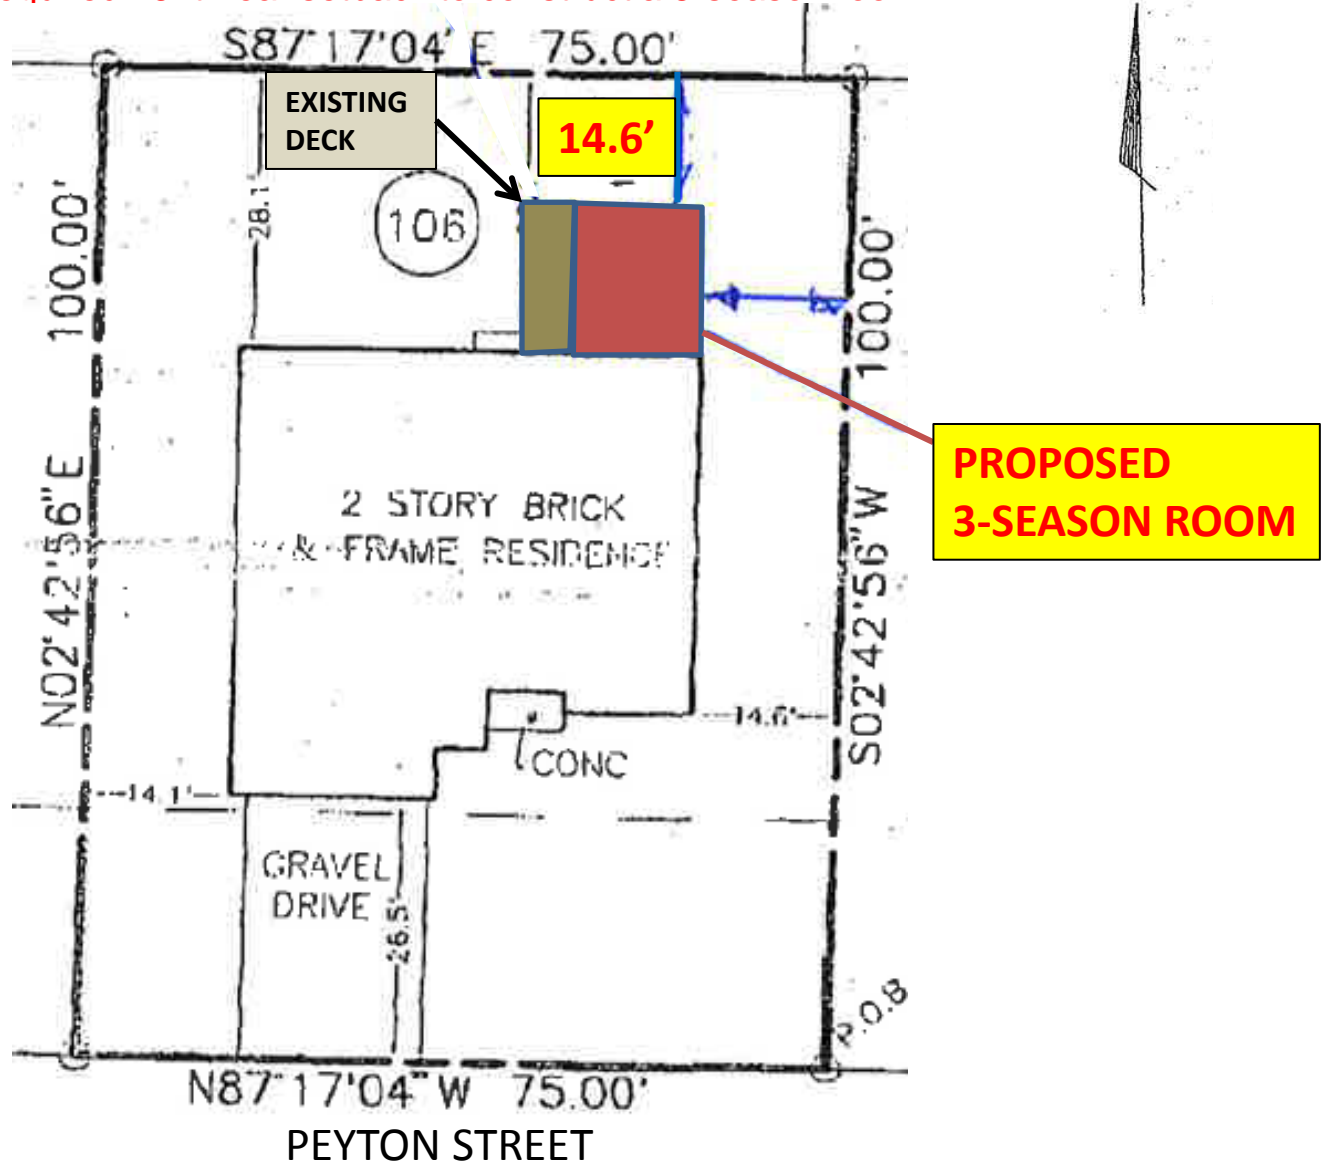 S87°17'04" E 75.00'
EXISTING
DECK
14.6'
28.1'
106
N02°42'56"E 100.00'
100.00'
S02°42'56"W
PROPOSED
3-SEASON ROOM
2 STORY BRICK
& FRAME RESIDENCE
14.6'
CONC
14.1'
GRAVEL
DRIVE
26.5'
P.O.B
N87°17'04"W 75.00'
PEYTON STREET